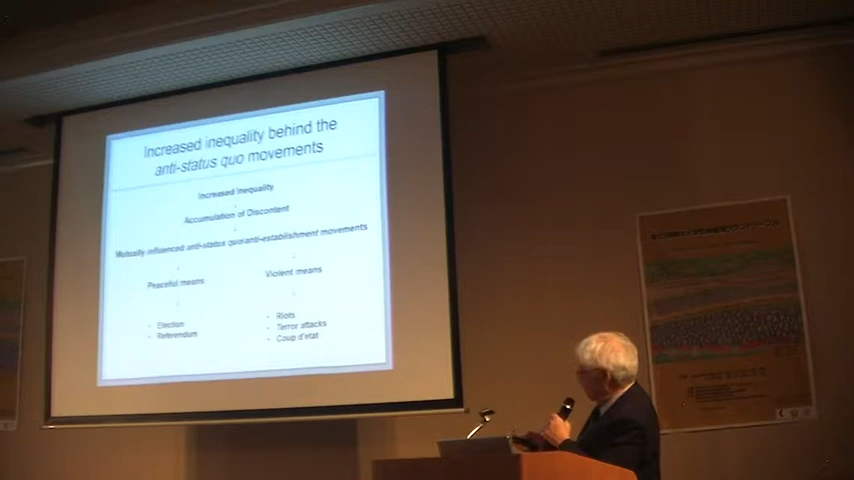 Increased inequality behind the
anti-status quo movements
Increased Inequality
Accumulation of Discontent
Mutually influenced anti-status quo/anti-establishment movements
Peaceful means
Violent means
- Election
- Referendum
- Riots
- Terror attacks
- Coup d'etat